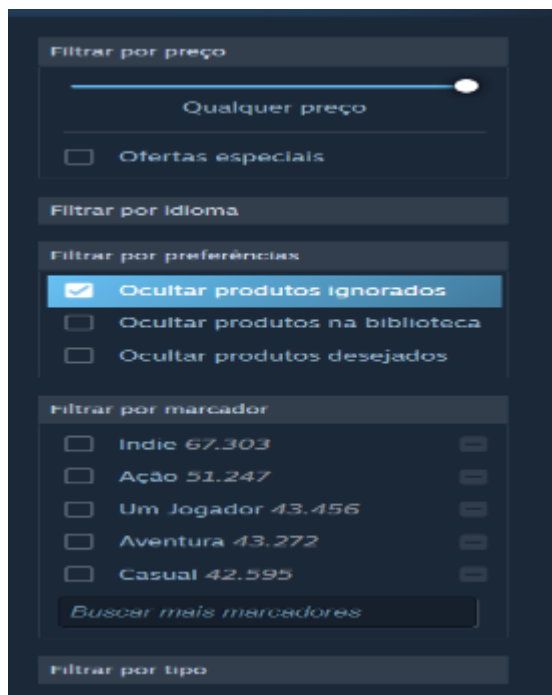 Filtrar por preço
Qualquer preço
Ofertas especiais
Filtrar por idioma
Filtrar por preferências
Ocultar produtos ignorados
Ocultar produtos na biblioteca
Ocultar produtos desejados
Filtrar por marcador
Indie 67.303
Ação 51.247
Um Jogador 43.456
Aventura 43.272
Casual 42.595
Buscar mais marcadores
Filtrar por tipo